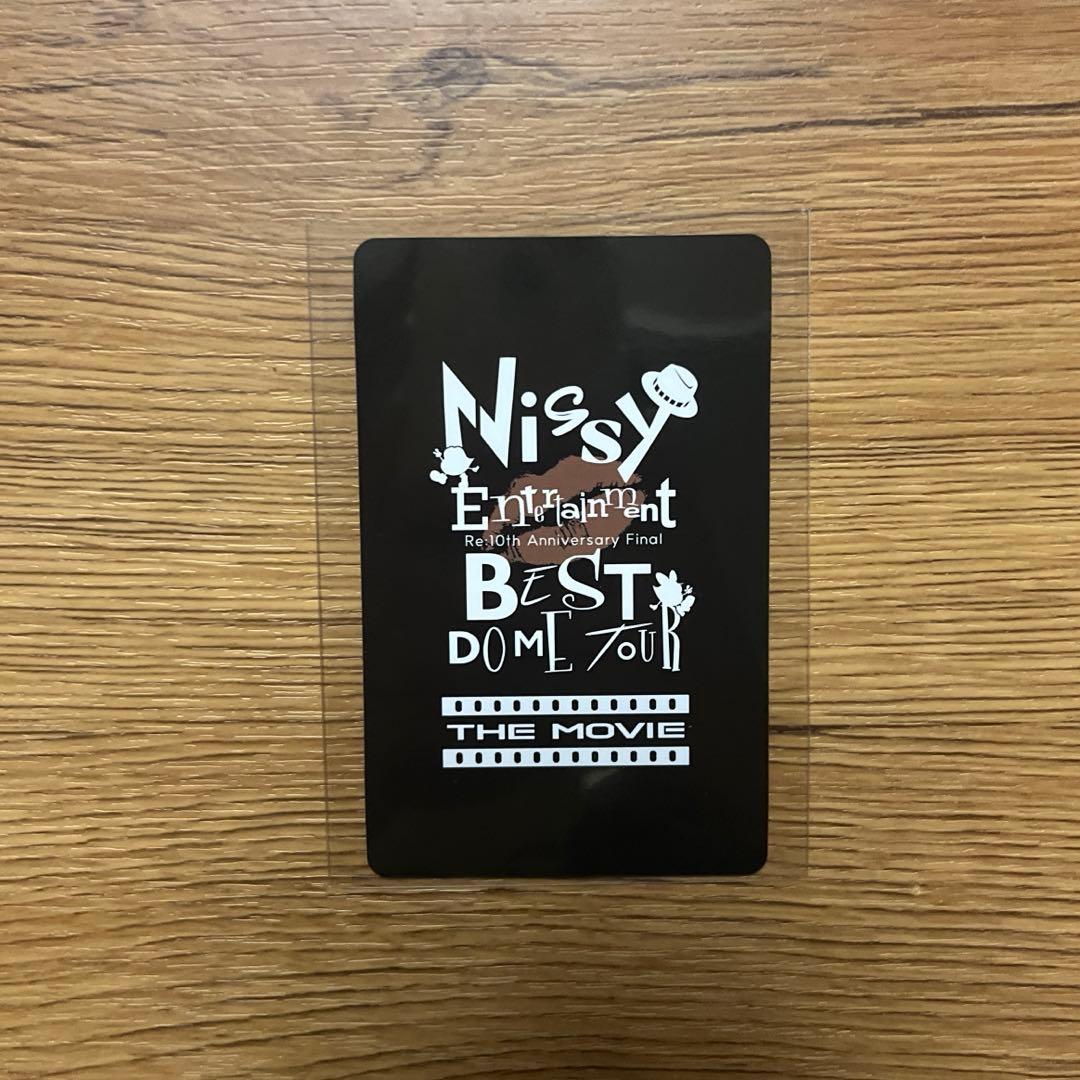 Nissy
Entertainment
Re:10th Anniversary Final
BEST
DOME TOUR
THE MOVIE